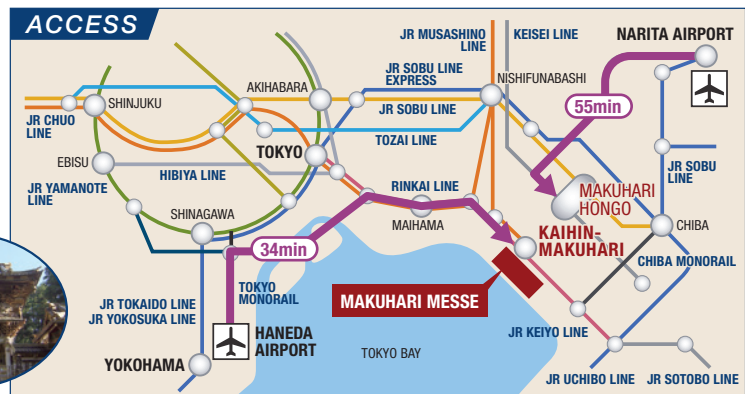 ACCESS
JR MUSASHINO
LINE
KEISEI LINE
NARITA AIRPORT
JR SOBU LINE
EXPRESS
NISHIFUNABASHI
AKIHABARA
SHINJUKU
JR SOBU LINE
55min
JR CHUO
LINE
TOZAI LINE
TOKYO
EBISU
HIBIYA LINE
JR SOBU
LINE
JR YAMANOTE
LINE
RINKAI LINE
MAKUHARI
HONGO
SHINAGAWA
MAIHAMA
KAIHIN-
MAKUHARI
CHIBA
34min
CHIBA MONORAIL
TOKYO
MONORAIL
MAKUHARI MESSE
JR TOKAIDO LINE
JR YOKOSUKA LINE
HANEDA
AIRPORT
JR KEIYO LINE
TOKYO BAY
YOKOHAMA
JR UCHIBO LINE
JR SOTOBO LINE